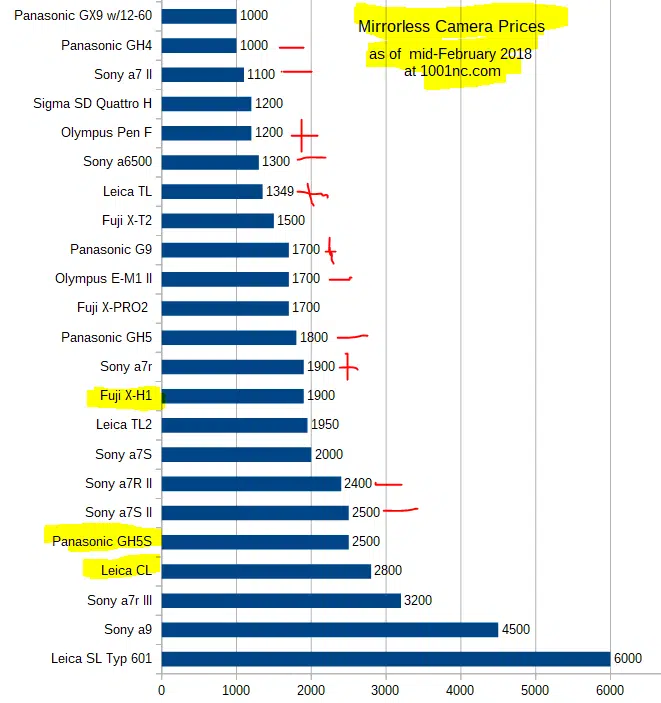 Mirrorless Camera Prices
as of mid-February 2018
at 1001nc.com
Panasonic GX9 w/12-60 1000
Panasonic GH4 1000 —
Sony a7 II 1100 —
Sigma SD Quattro H 1200
Olympus Pen F 1200 +
Sony a6500 1300 —
Leica TL 1349 +
Fuji X-T2 1500
Panasonic G9 1700 +
Olympus E-M1 II 1700 —
Fuji X-PRO2 1700
Panasonic GH5 1800 —
Sony a7r 1900 +
Fuji X-H1 1900
Leica TL2 1950
Sony a7S 2000
Sony a7R II 2400 —
Sony a7S II 2500 —
Panasonic GH5S 2500
Leica CL 2800
Sony a7r III 3200
Sony a9 4500
Leica SL Typ 601 6000
0 1000 2000 3000 4000 5000 6000